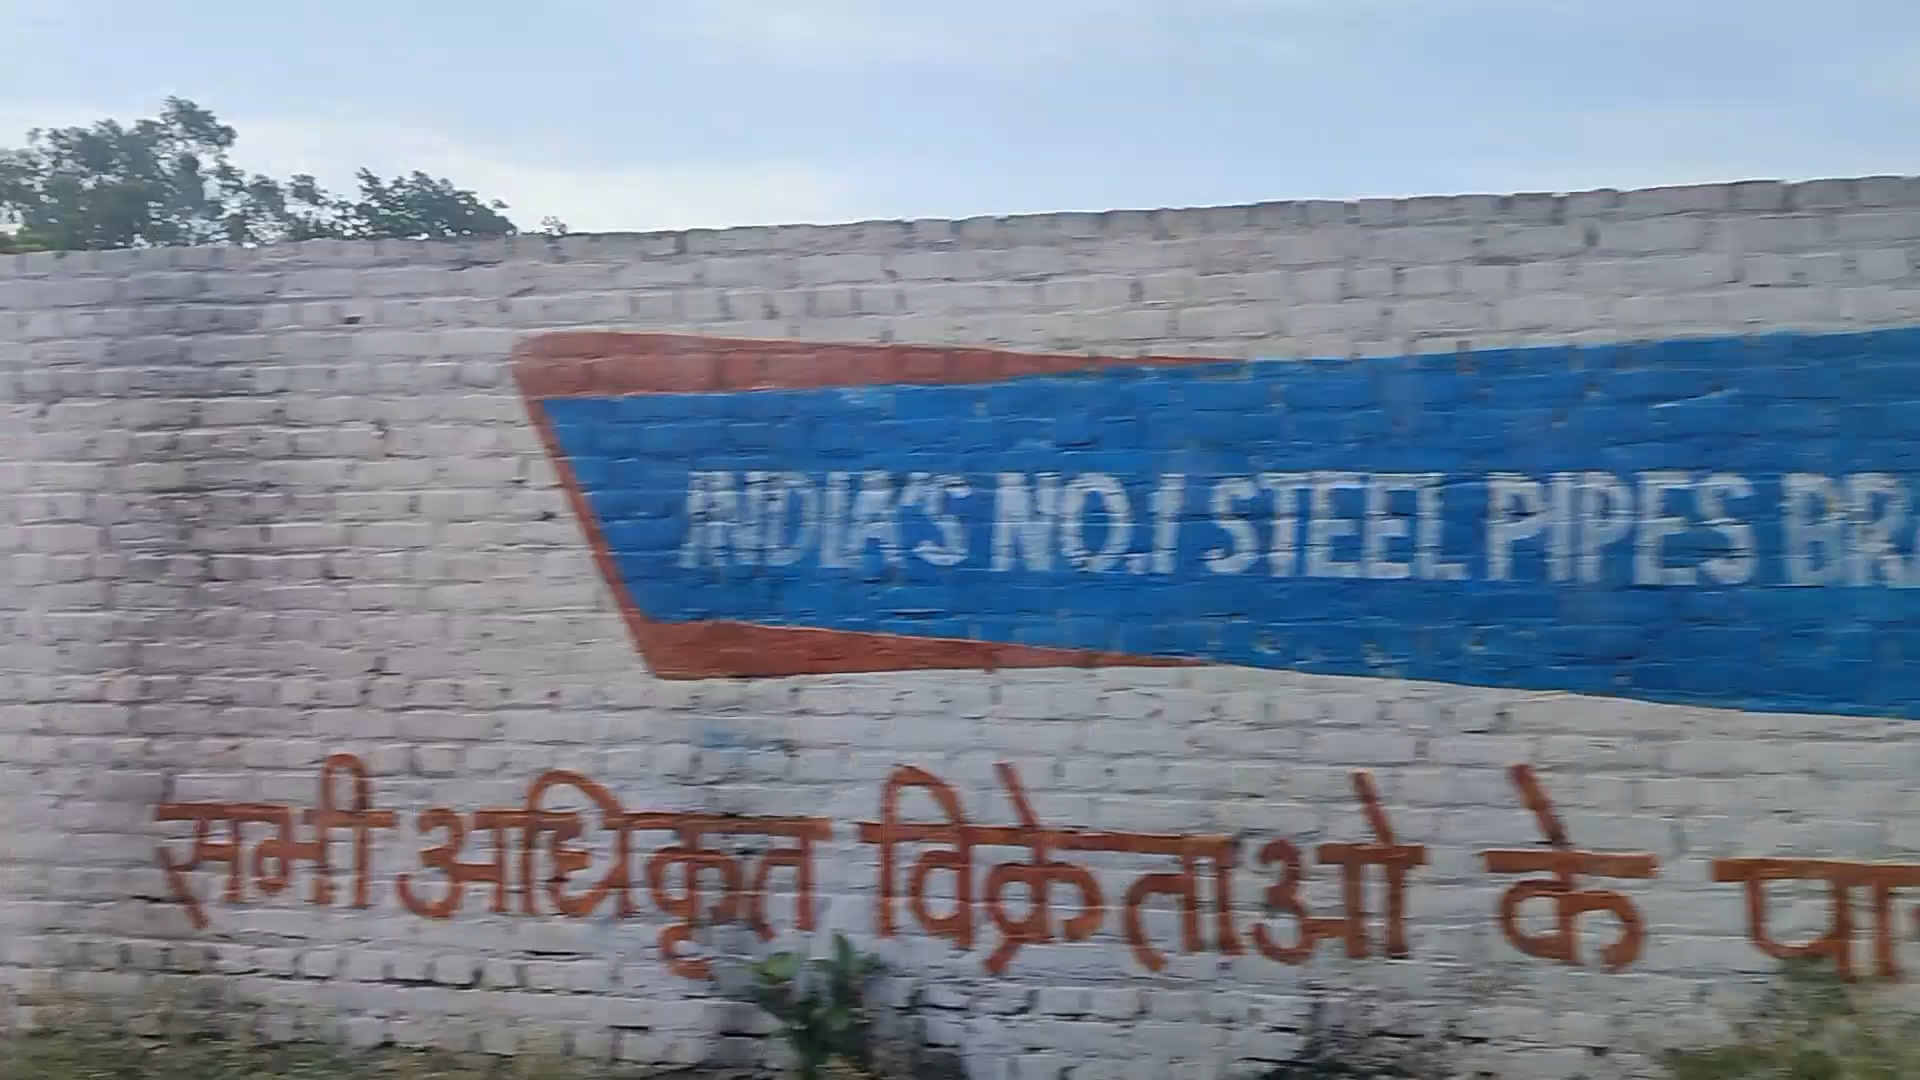 INDIA'S NO.1 STEEL PIPES
सभी अधिकृत विक्रेताओ के